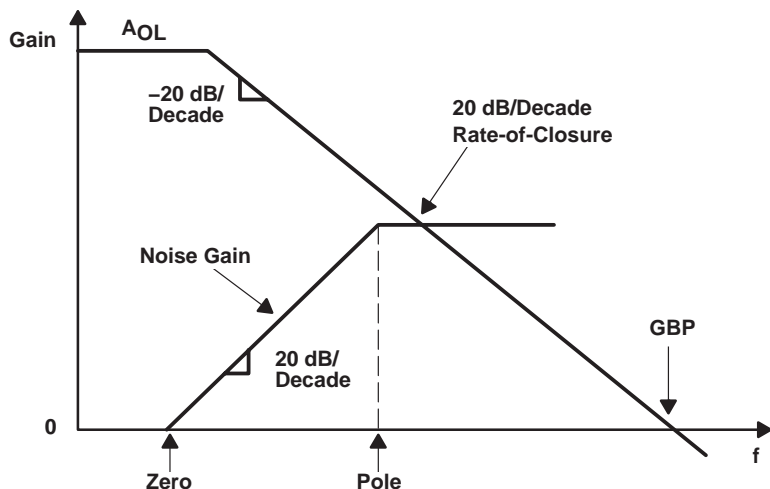 Gain
AOL
–20 dB/
Decade
20 dB/Decade
Rate-of-Closure
Noise Gain
GBP
20 dB/
Decade
0
f
Zero
Pole